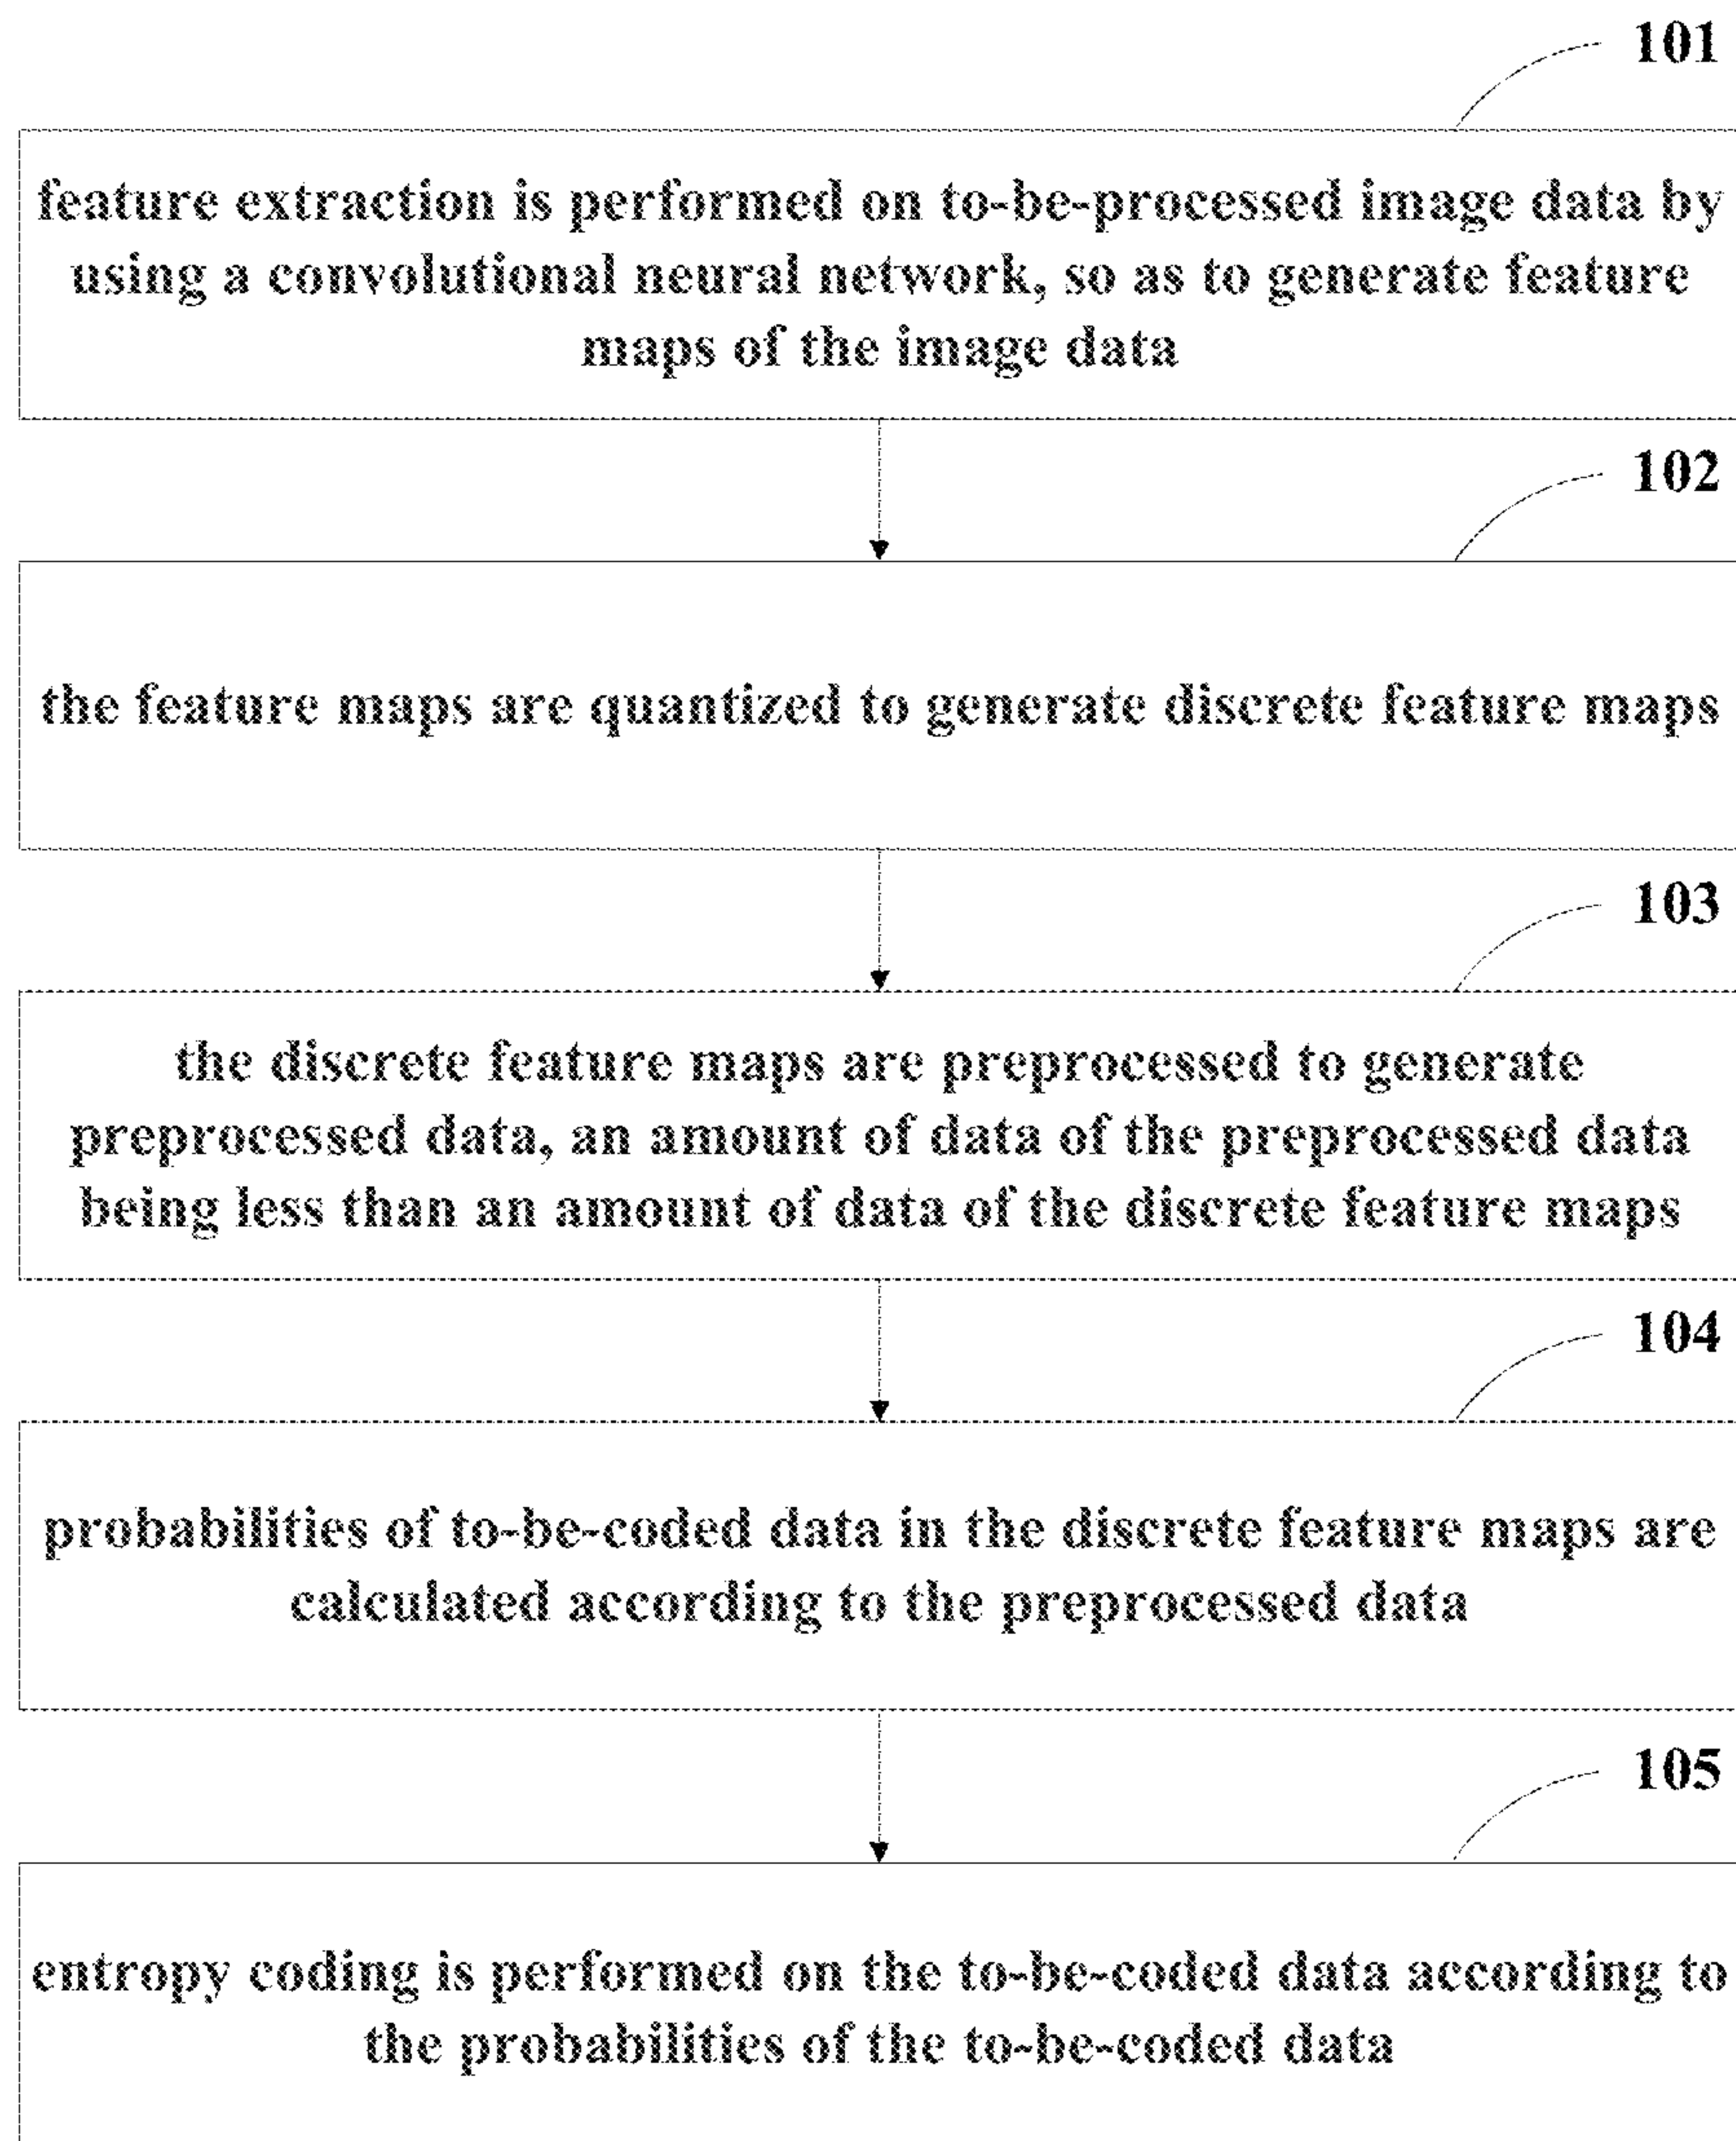 101
feature extraction is performed on to-be-processed image data by
using a convolutional neural network, so as to generate feature
maps of the image data
102
the feature maps are quantized to generate discrete feature maps
103
the discrete feature maps are preprocessed to generate
preprocessed data, an amount of data of the preprocessed data
being less than an amount of data of the discrete feature maps
104
probabilities of to-be-coded data in the discrete feature maps are
calculated according to the preprocessed data
105
entropy coding is performed on the to-be-coded data according to
the probabilities of the to-be-coded data